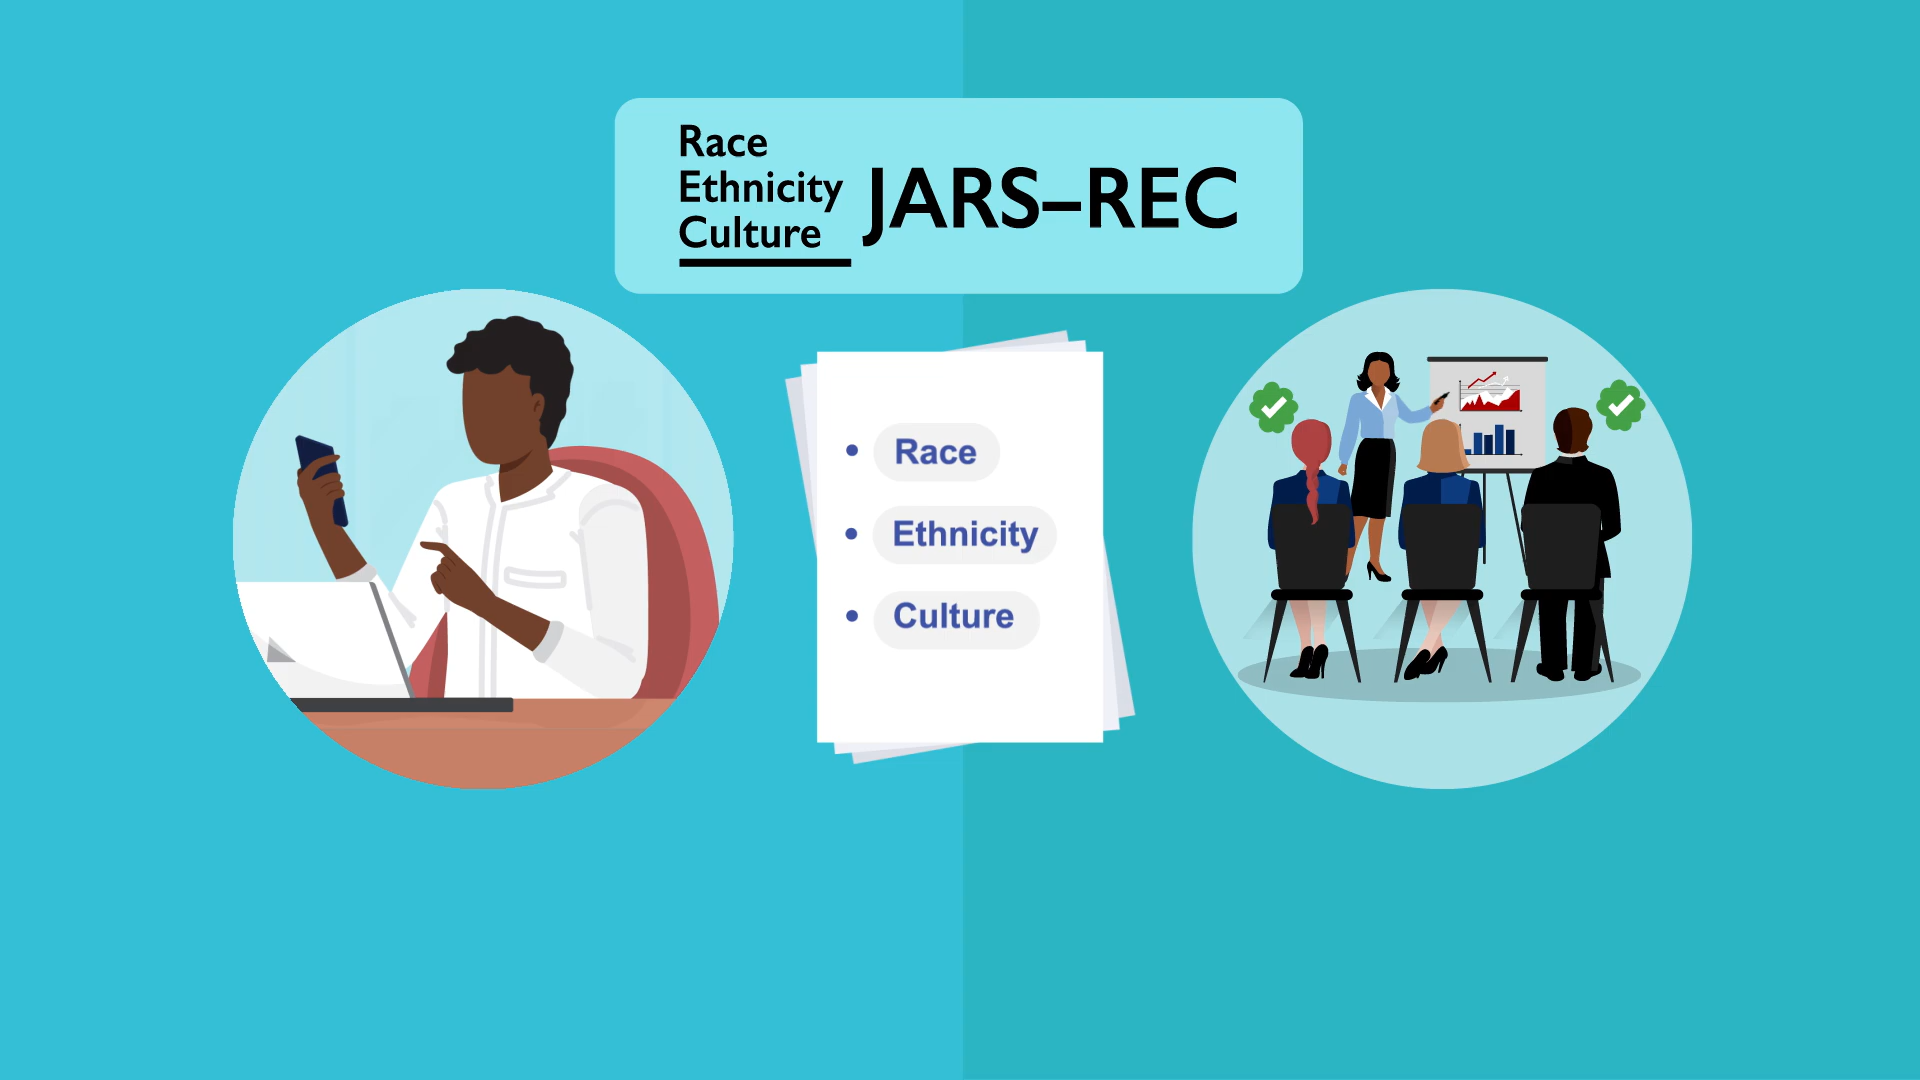 Race
Ethnicity
Culture
JARS–REC
• Race
• Ethnicity
• Culture